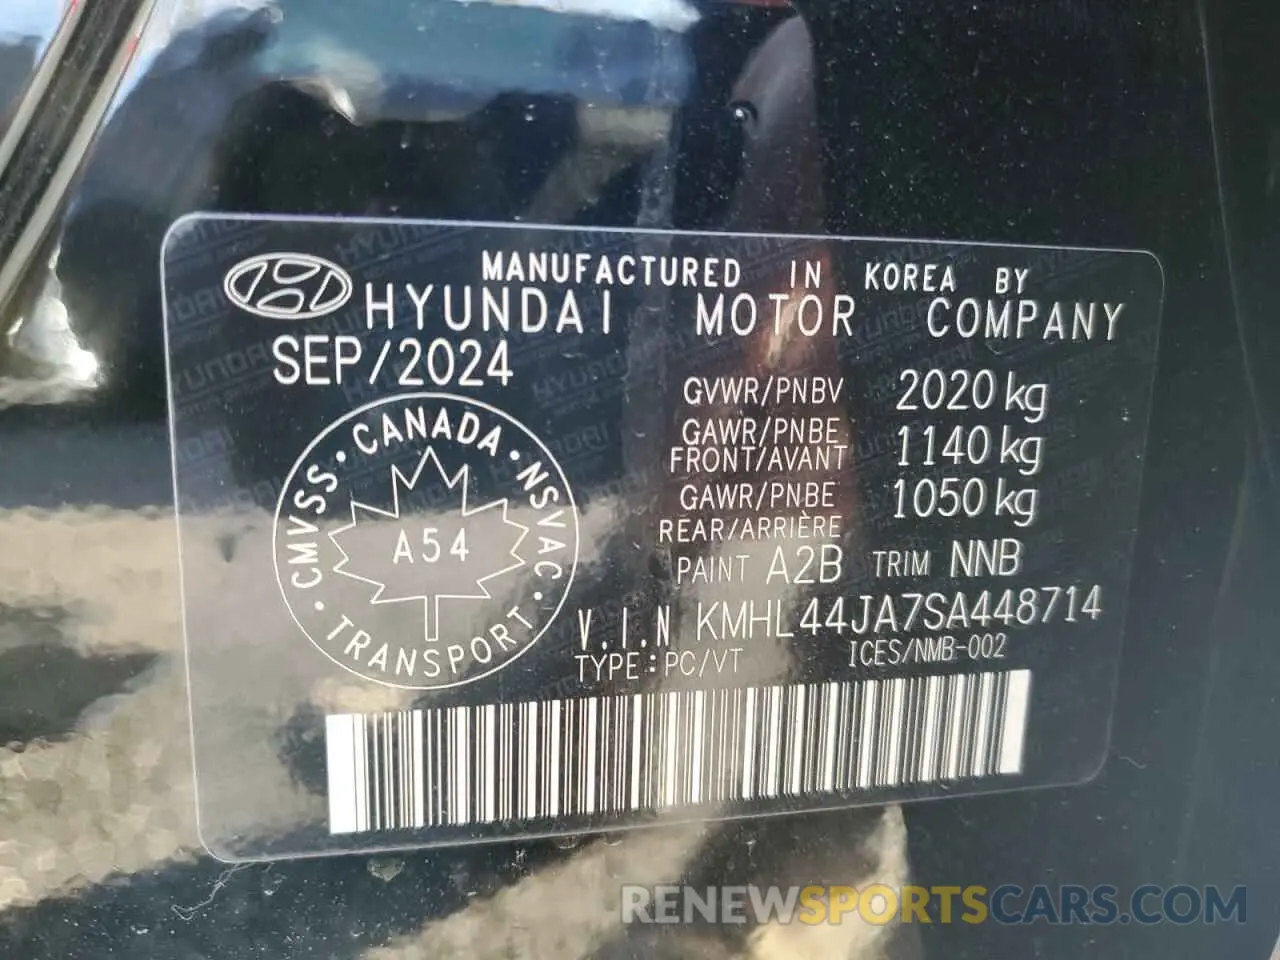 MANUFACTURED IN KOREA BY
HYUNDAI MOTOR COMPANY
SEP/2024
GVWR/PNBV 2020 kg
GAWR/PNBE FRONT/AVANT 1140 kg
GAWR/PNBE REAR/ARRIÈRE 1050 kg
PAINT A2B TRIM NNB
V.I.N KMHL44JA7SA448714
TYPE:PC/VT ICES/NMB-002
CMVSS • CANADA • NSVAC • TRANSPORT •
A54
RENEWSPORTSCARS.COM